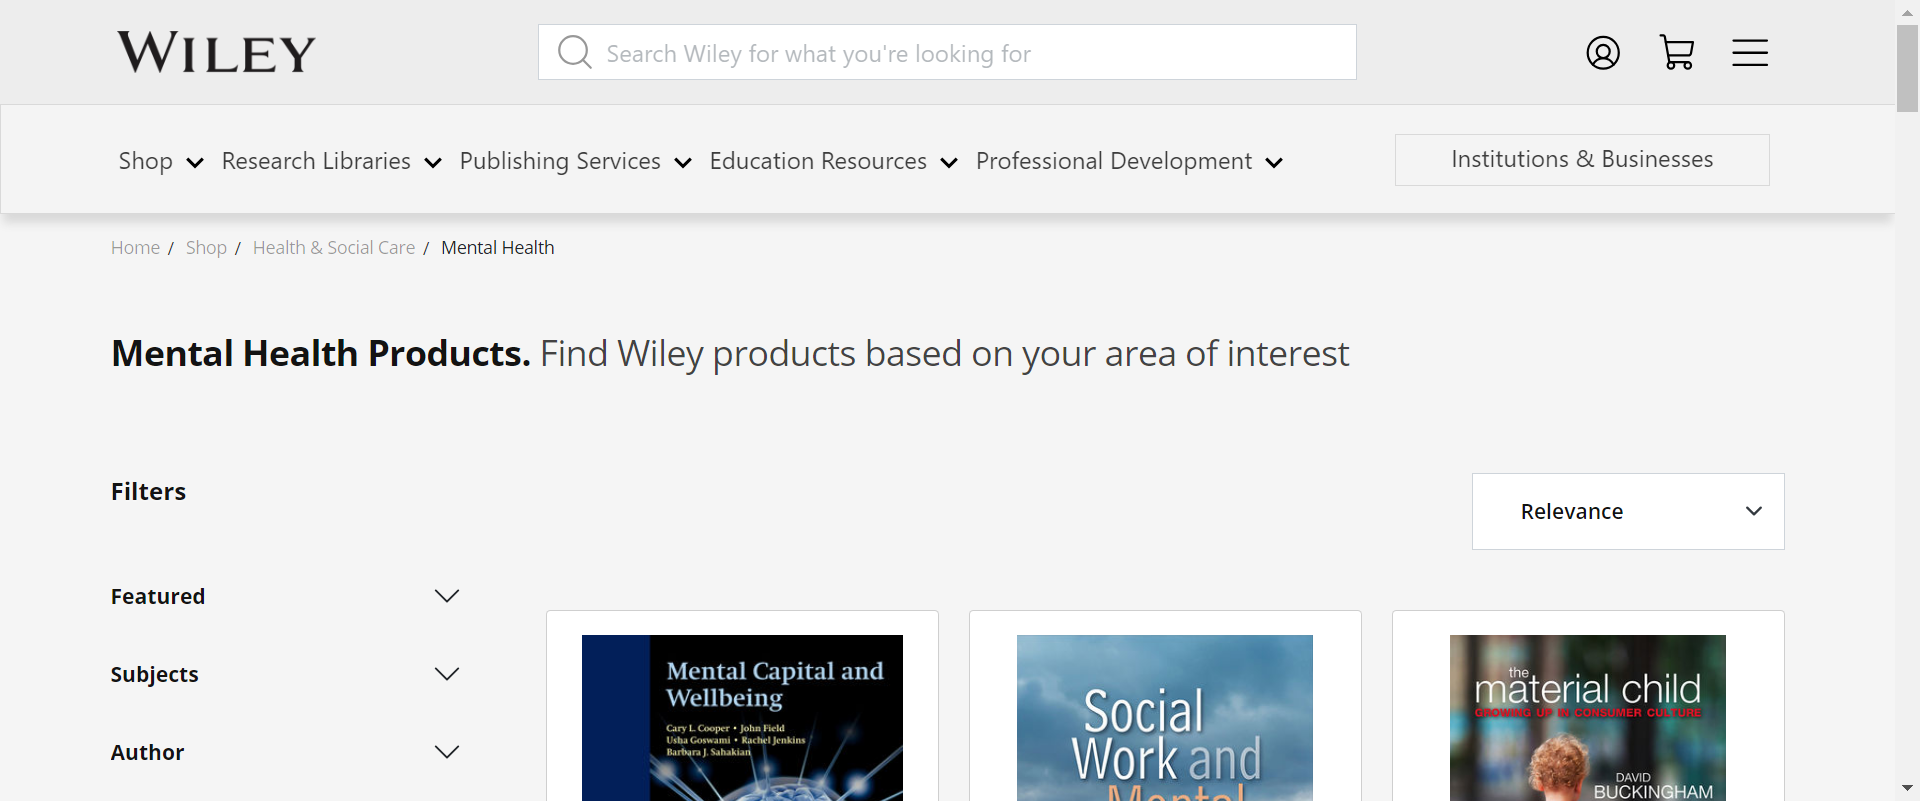 WILEY
Search Wiley for what you're looking for
Shop Research Libraries Publishing Services Education Resources Professional Development Institutions & Businesses
Home / Shop / Health & Social Care / Mental Health
Mental Health Products. Find Wiley products based on your area of interest
Filters
Relevance
Featured
Subjects
Author
Mental Capital and
Wellbeing
Cary L. Cooper • John Field
Usha Goswami • Rachel Jenkins
Barbara J. Sahakian
Social
Work and
Mental
the
material child
GROWING UP IN CONSUMER CULTURE
DAVID
BUCKINGHAM